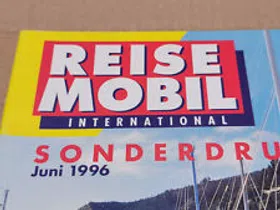 REISE
MOBIL
INTERNATIONAL
SONDERDRU
Juni 1996